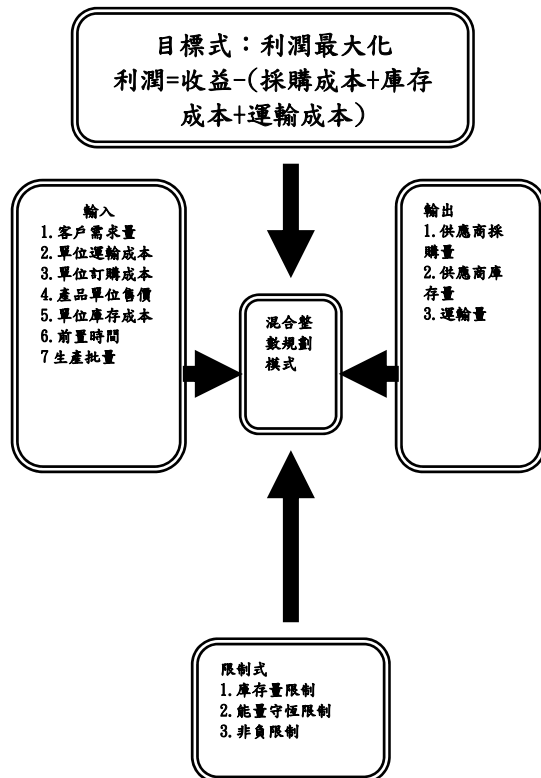 目標式：利潤最大化
利潤=收益-(採購成本+庫存
成本+運輸成本)
輸入
1.客戶需求量
2.單位運輸成本
3.單位訂購成本
4.產品單位售價
5.單位庫存成本
6.前置時間
7生產批量
混合整
數規劃
模式
輸出
1.供應商採
購量
2.供應商庫
存量
3.運輸量
限制式
1.庫存量限制
2.能量守恆限制
3.非負限制